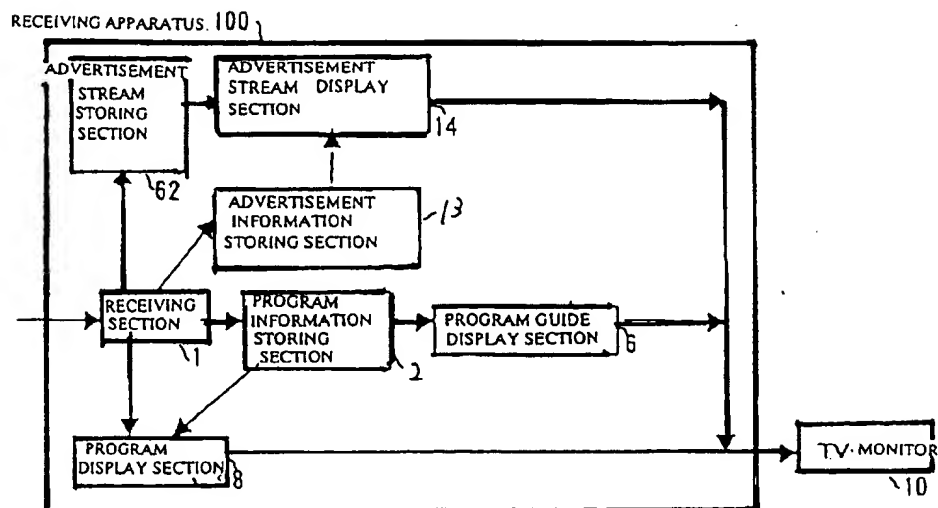 RECEIVING APPARATUS. 100
ADVERTISEMENT
STREAM
STORING
SECTION
62
ADVERTISEMENT
STREAM DISPLAY
SECTION
14
ADVERTISEMENT
INFORMATION
STORING SECTION
13
RECEIVING
SECTION
1
PROGRAM
INFORMATION
STORING
SECTION
2
PROGRAM GUIDE
DISPLAY SECTION
6
PROGRAM
DISPLAY SECTION
8
T.V. MONITOR
10